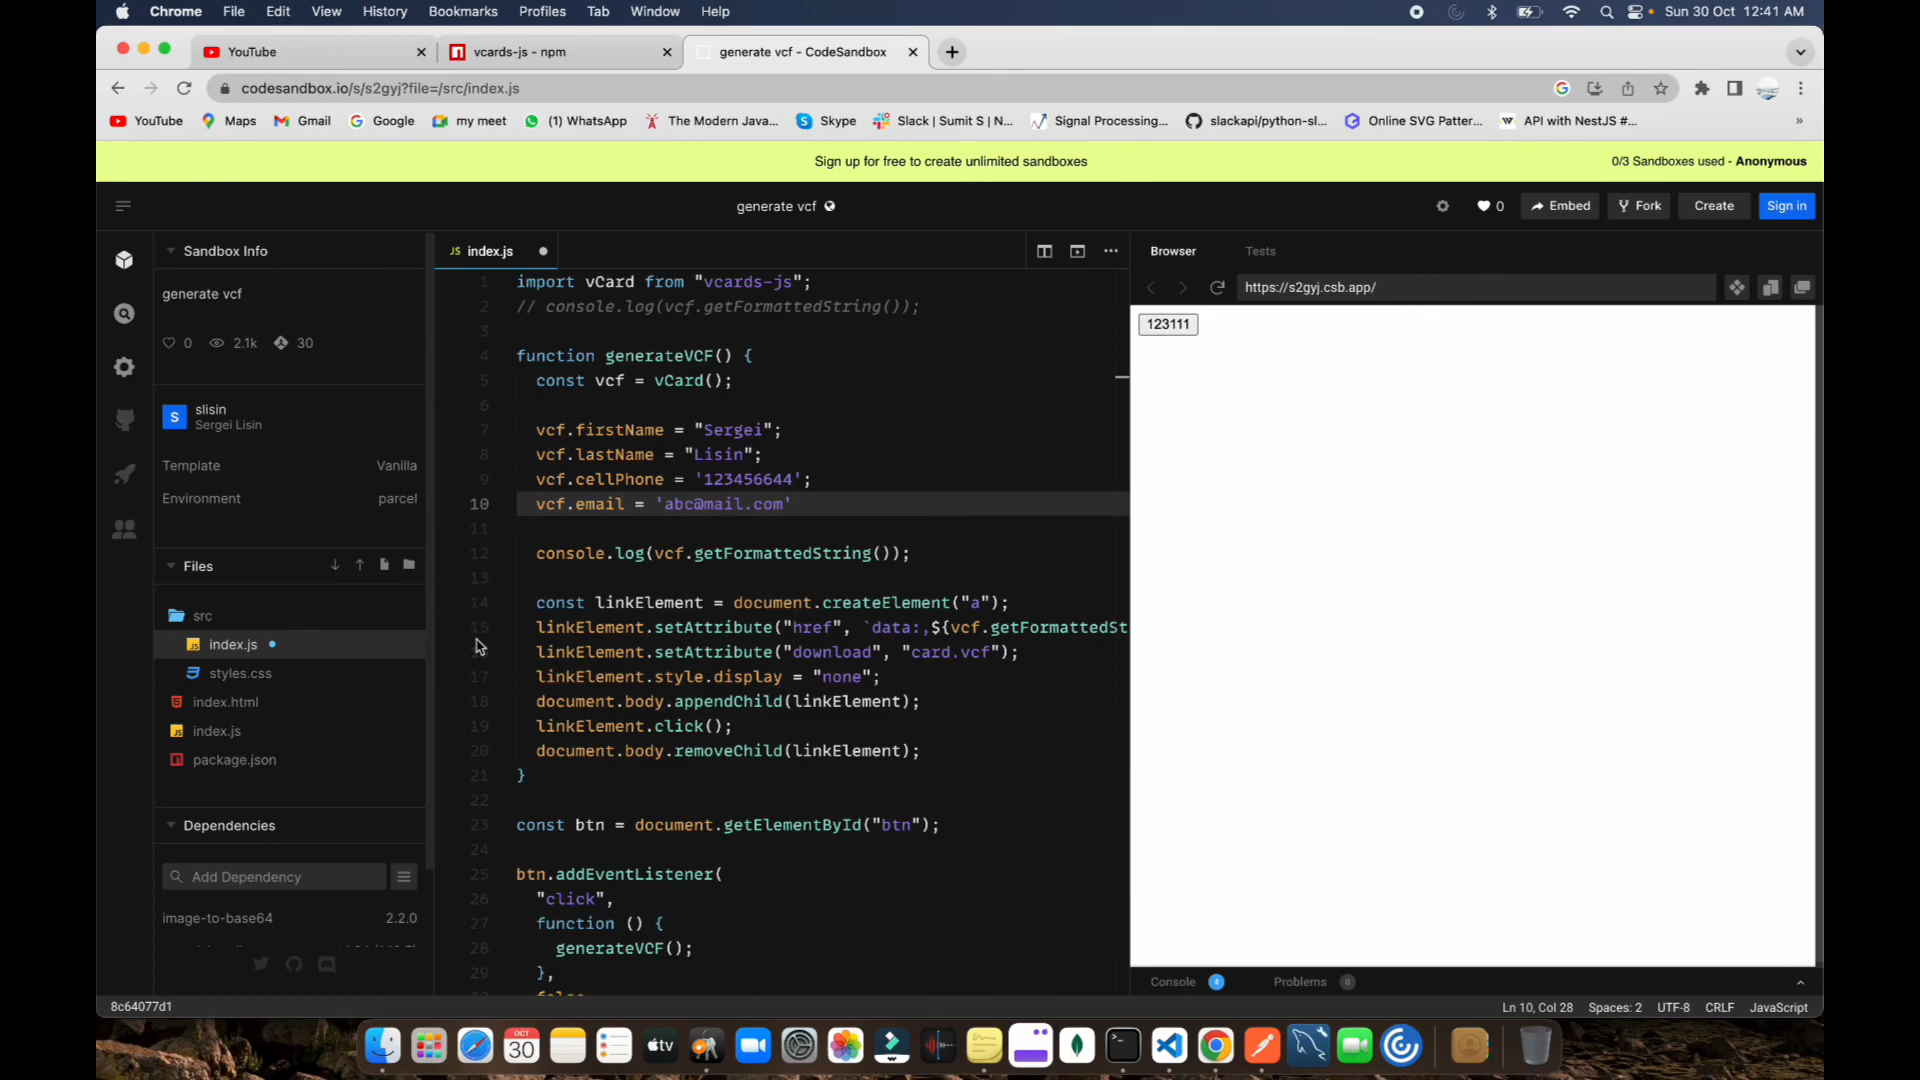 Chrome File Edit View History Bookmarks Profiles Tab Window Help Sun 30 Oct 12:41 AM
YouTube vcards-js - npm generate vcf - CodeSandbox
codesandbox.io/s/s2gyj?file=/src/index.js
YouTube Maps Gmail Google my meet (1) WhatsApp The Modern Java... Skype Slack | Sumit S | N... Signal Processing,... slackapi/python-sl... Online SVG Patter... API with NestJS #...
Sign up for free to create unlimited sandboxes 0/3 Sandboxes used - Anonymous
generate vcf 0 Embed Fork Create Sign in
Sandbox Info
generate vcf
0 2.1k 30
S slisin
Sergei Lisin
Template Vanilla
Environment parcel
Files
src
JS index.js
styles.css
index.html
JS index.js
package.json
Dependencies
Add Dependency
image-to-base64 2.2.0
JS index.js
1 import vCard from "vcards-js";
2 // console.log(vcf.getFormattedString());
3
4 function generateVCF() {
5 const vcf = vCard();
6
7 vcf.firstName = "Sergei";
8 vcf.lastName = "Lisin";
9 vcf.cellPhone = '123456644';
10 vcf.email = 'abc@mail.com'
11
12 console.log(vcf.getFormattedString());
13
14 const linkElement = document.createElement("a");
15 linkElement.setAttribute("href", `data:,${vcf.getFormattedSt
linkElement.setAttribute("download", "card.vcf");
17 linkElement.style.display = "none";
18 document.body.appendChild(linkElement);
19 linkElement.click();
20 document.body.removeChild(linkElement);
21 }
22
23 const btn = document.getElementById("btn");
24
25 btn.addEventListener(
26 "click",
27 function () {
28 generateVCF();
29 },
false
Browser Tests
https://s2gyj.csb.app/
123111
Console 4 Problems 0
8c64077d1 Ln 10, Col 28 Spaces: 2 UTF-8 CRLF JavaScript
OCT
30
tv